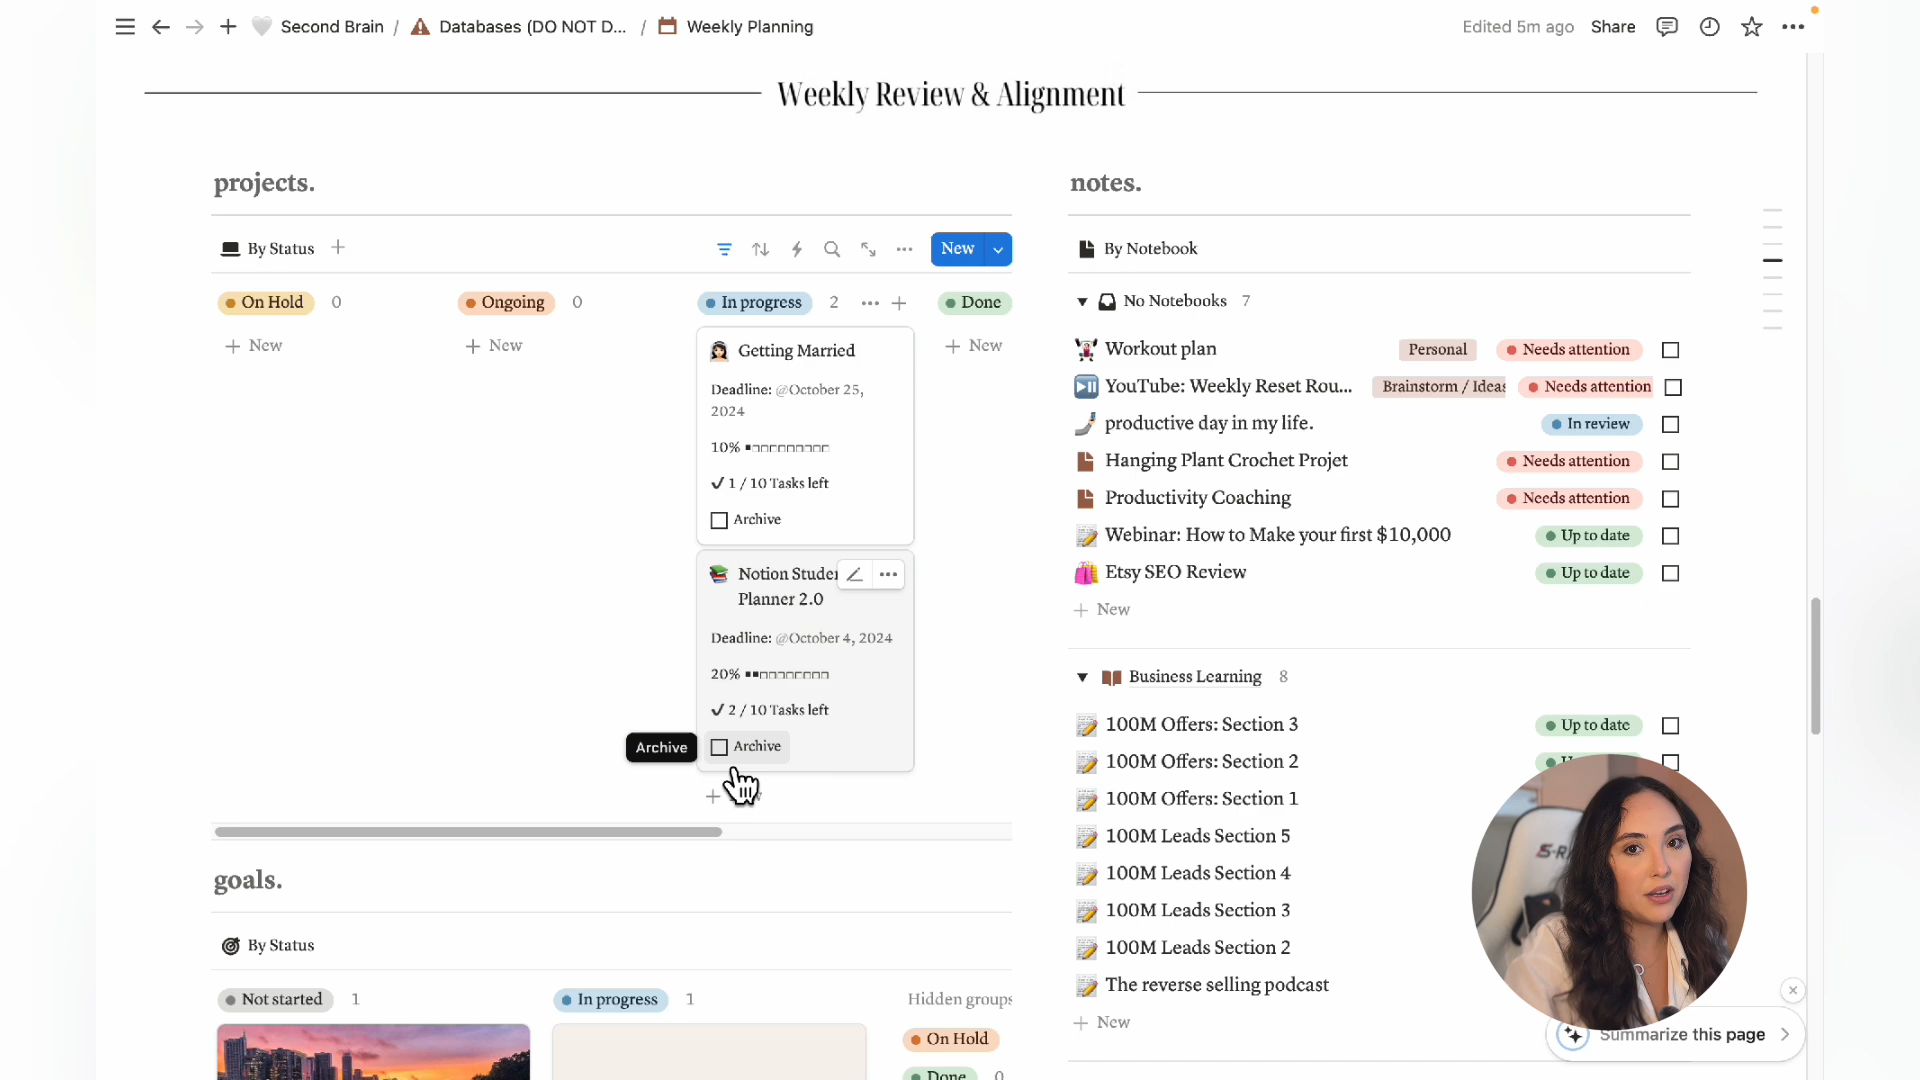 Second Brain / Databases (DO NOT D... / Weekly Planning
Edited 5m ago Share
Weekly Review & Alignment
projects.
By Status
New
On Hold 0
Ongoing 0
In progress 2
Done
New
New
New
Getting Married
Deadline: @October 25,
2024
10%
✓ 1 / 10 Tasks left
Archive
Notion Studen
Planner 2.0
Deadline: @October 4, 2024
20%
✓ 2 / 10 Tasks left
Archive
Archive
goals.
By Status
Not started 1
In progress 1
Hidden groups
On Hold
Done 0
notes.
By Notebook
No Notebooks 7
Workout plan Personal Needs attention
YouTube: Weekly Reset Rou... Brainstorm / Ideas Needs attention
productive day in my life. In review
Hanging Plant Crochet Projet Needs attention
Productivity Coaching Needs attention
Webinar: How to Make your first $10,000 Up to date
Etsy SEO Review Up to date
New
Business Learning 8
100M Offers: Section 3 Up to date
100M Offers: Section 2
100M Offers: Section 1
100M Leads Section 5
100M Leads Section 4
100M Leads Section 3
100M Leads Section 2
The reverse selling podcast
New
Summarize this page